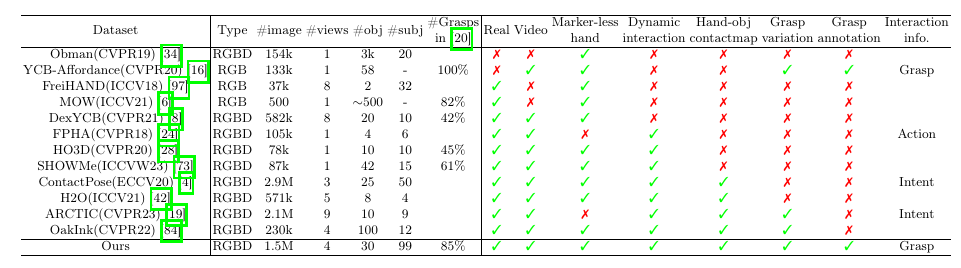 Dataset Type #image #views #obj #subj #Grasps in [20] Real Video Marker-less hand Dynamic interaction Hand-obj contactmap Grasp variation Grasp annotation Interaction info.
Obman(CVPR19) [34] RGBD 154k 1 3k 20 ✗ ✗ ✓ ✗ ✗ ✗ ✗
YCB-Affordance(CVPR20) [16] RGB 133k 1 58 - 100% ✗ ✓ ✓ ✗ ✗ ✓ ✓ Grasp
FreiHAND(ICCV18) [97] RGB 37k 8 2 32 ✓ ✗ ✓ ✗ ✗ ✗ ✗
MOW(ICCV21) [6] RGB 500 1 ~500 - 82% ✓ ✗ ✓ ✗ ✗ ✗ ✗
DexYCB(CVPR21) [8] RGBD 582k 8 20 10 42% ✓ ✓ ✓ ✗ ✗ ✗ ✗
FPHA(CVPR18) [24] RGBD 105k 1 4 6 ✓ ✓ ✗ ✓ ✗ ✗ ✗ Action
HO3D(CVPR20) [28] RGBD 78k 1 10 10 45% ✓ ✓ ✓ ✓ ✗ ✗ ✗
SHOWMe(ICCVW23) [73] RGBD 87k 1 42 15 61% ✓ ✓ ✓ ✓ ✗ ✗ ✗
ContactPose(ECCV20) [4] RGBD 2.9M 3 25 50 ✓ ✓ ✓ ✓ ✓ ✗ ✗ Intent
H2O(ICCV21) [42] RGBD 571k 5 8 4 ✓ ✓ ✓ ✓ ✓ ✗ ✗
ARCTIC(CVPR23) [19] RGBD 2.1M 9 10 9 ✓ ✓ ✗ ✓ ✓ ✓ ✗ Intent
OakInk(CVPR22) [84] RGBD 230k 4 100 12 ✓ ✓ ✓ ✓ ✓ ✓ ✗
Ours RGBD 1.5M 4 30 99 85% ✓ ✓ ✓ ✓ ✓ ✓ ✓ Grasp